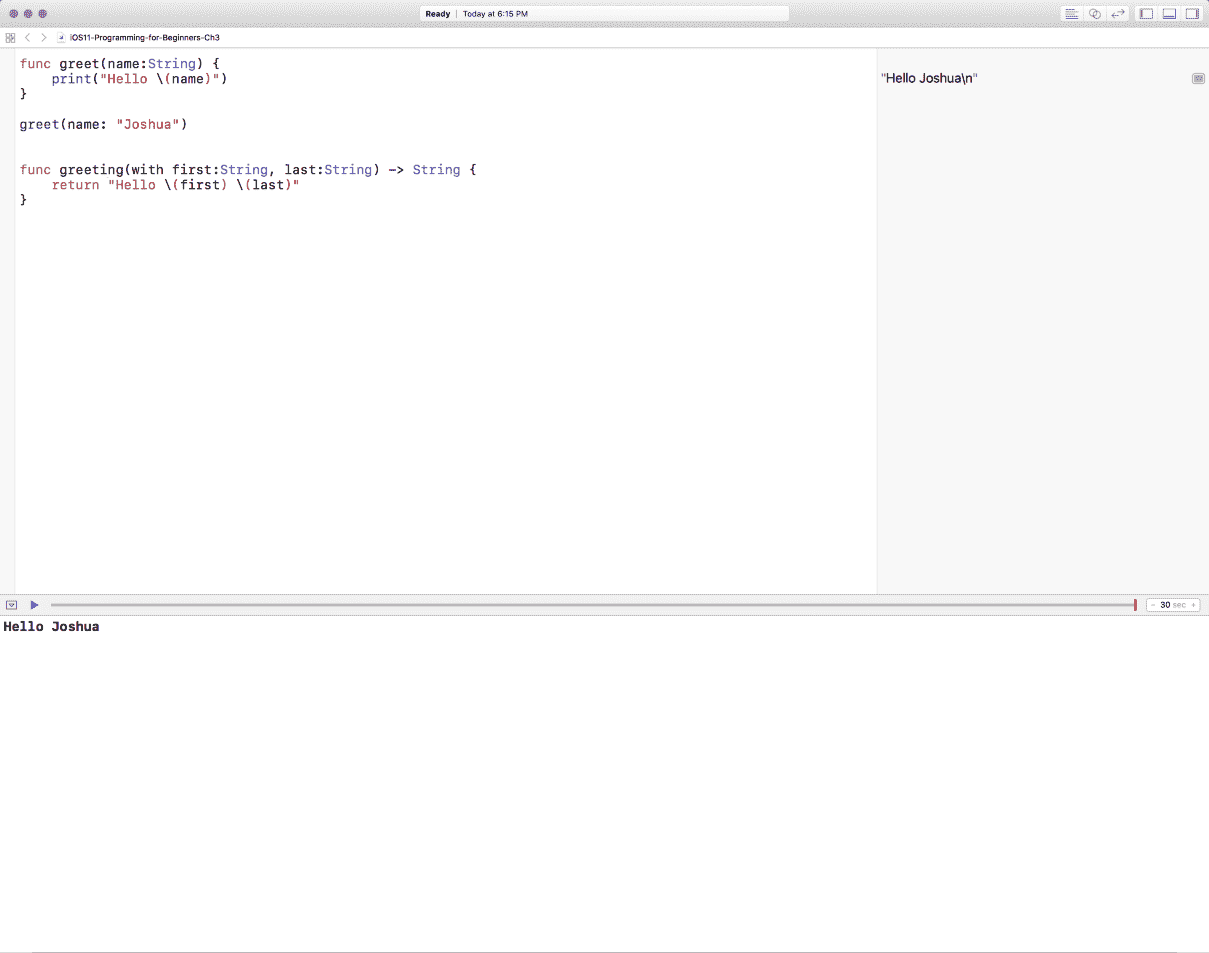 Ready | Today at 6:15 PM
iOS11-Programming-for-Beginners-Ch3
func greet(name:String) {
    print("Hello \(name)")
}
"Hello Joshua\n"
greet(name: "Joshua")
func greeting(with first:String, last:String) -> String {
    return "Hello \(first) \(last)"
}
- 30 sec +
Hello Joshua